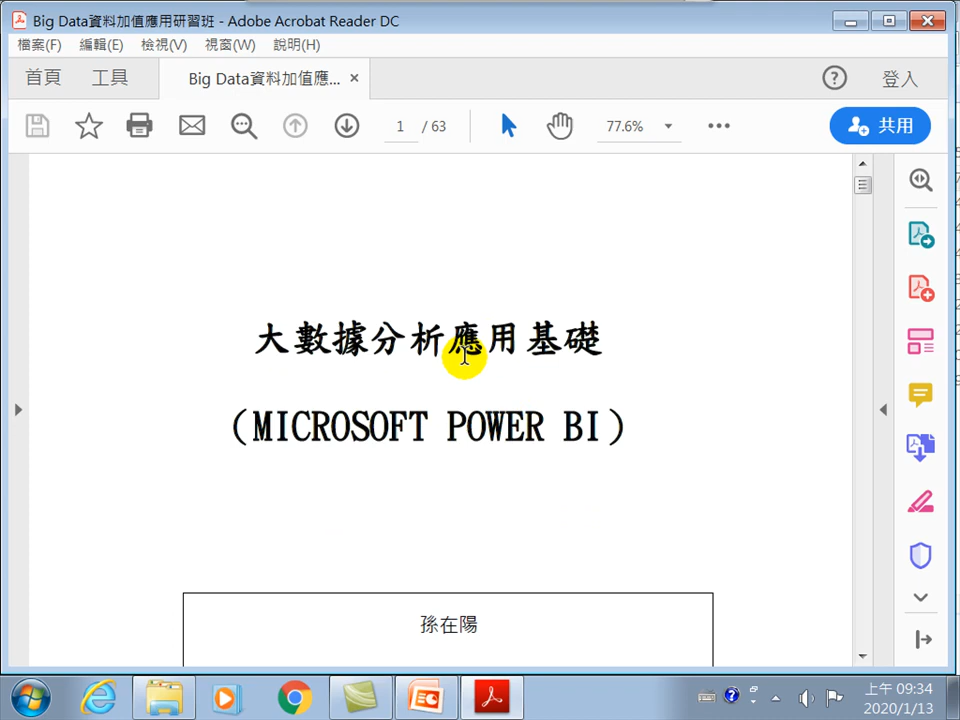 Big Data資料加值應用研習班 - Adobe Acrobat Reader DC
檔案(F) 編輯(E) 檢視(V) 視窗(W) 說明(H)
首頁 工具 Big Data資料加值應... × 登入
1 / 63 77.6% 共用
大數據分析應用基礎
(MICROSOFT POWER BI)
孫在陽
上午 09:34
2020/1/13